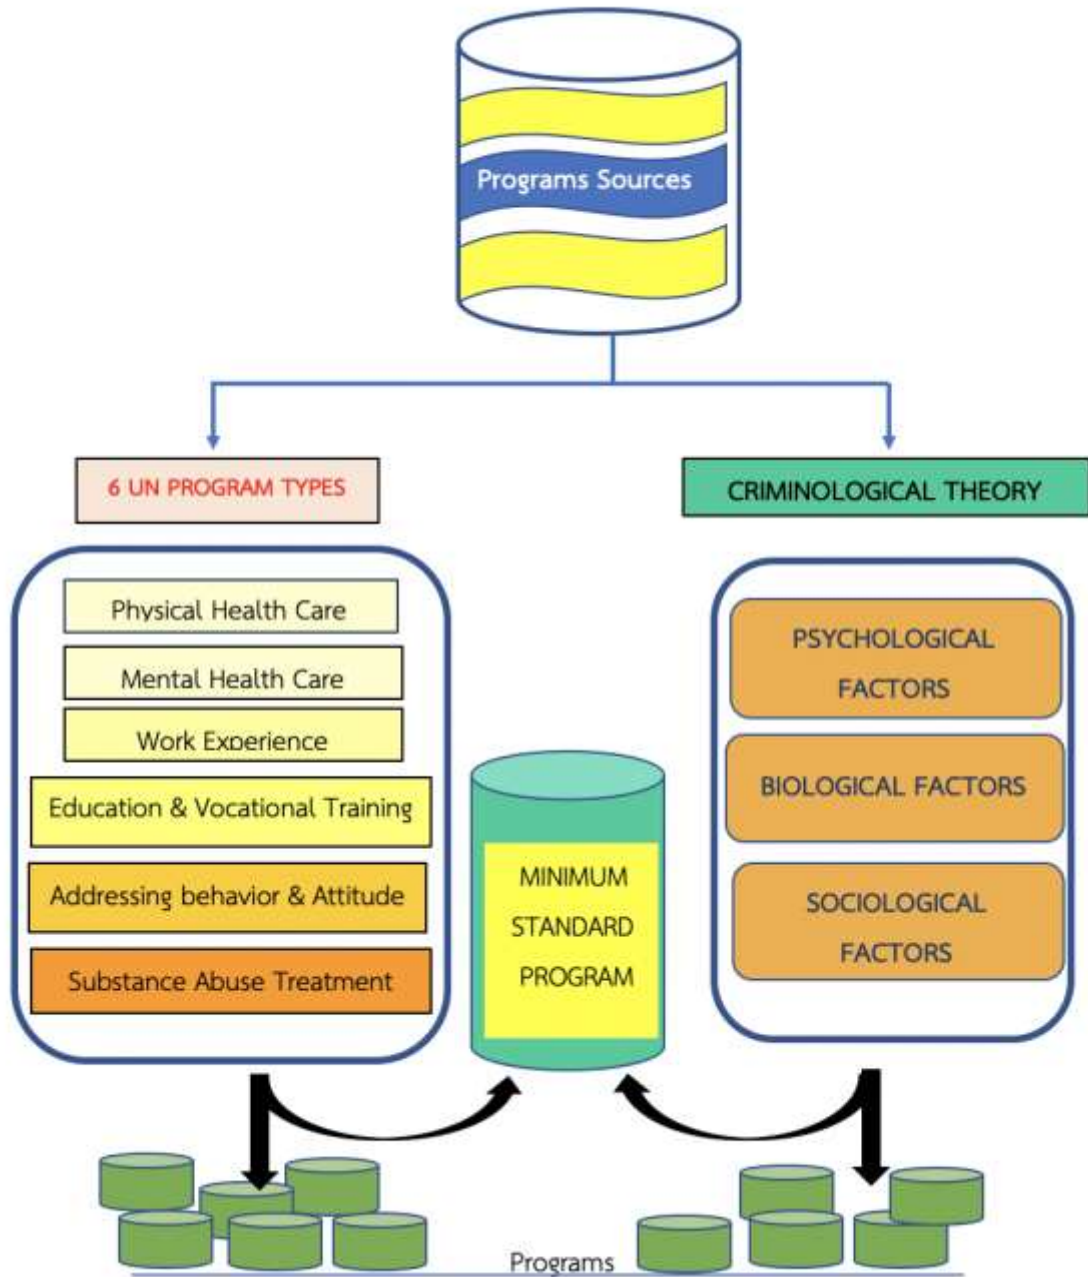 Programs Sources
6 UN PROGRAM TYPES
CRIMINOLOGICAL THEORY
Physical Health Care
Mental Health Care
Work Experience
Education & Vocational Training
Addressing behavior & Attitude
Substance Abuse Treatment
MINIMUM
STANDARD
PROGRAM
PSYCHOLOGICAL
FACTORS
BIOLOGICAL FACTORS
SOCIOLOGICAL
FACTORS
Programs